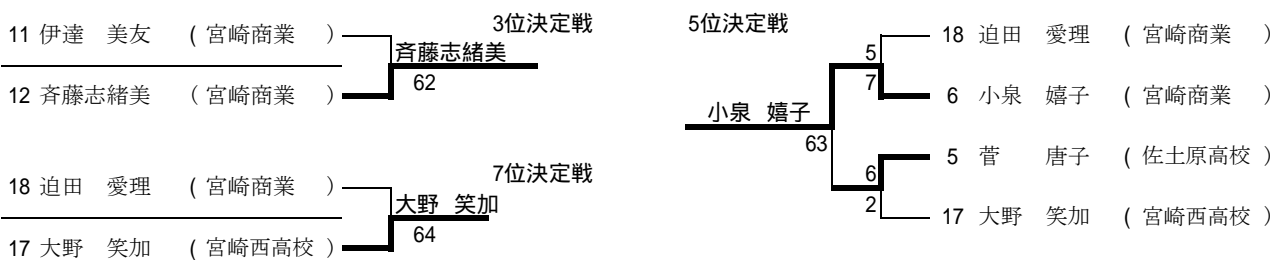 3位決定戦
11 伊達　美友　( 宮崎商業　)
斉藤志緒美
62
12 斉藤志緒美　( 宮崎商業　)
7位決定戦
18 迫田　愛理　( 宮崎商業　)
大野　笑加
64
17 大野　笑加　( 宮崎西高校 )
5位決定戦
18 迫田　愛理　( 宮崎商業　)
5
7
6 小泉　嬉子　( 宮崎商業　)
小泉　嬉子
63
5 菅　　唐子　( 佐土原高校 )
6
2
17 大野　笑加　( 宮崎西高校 )